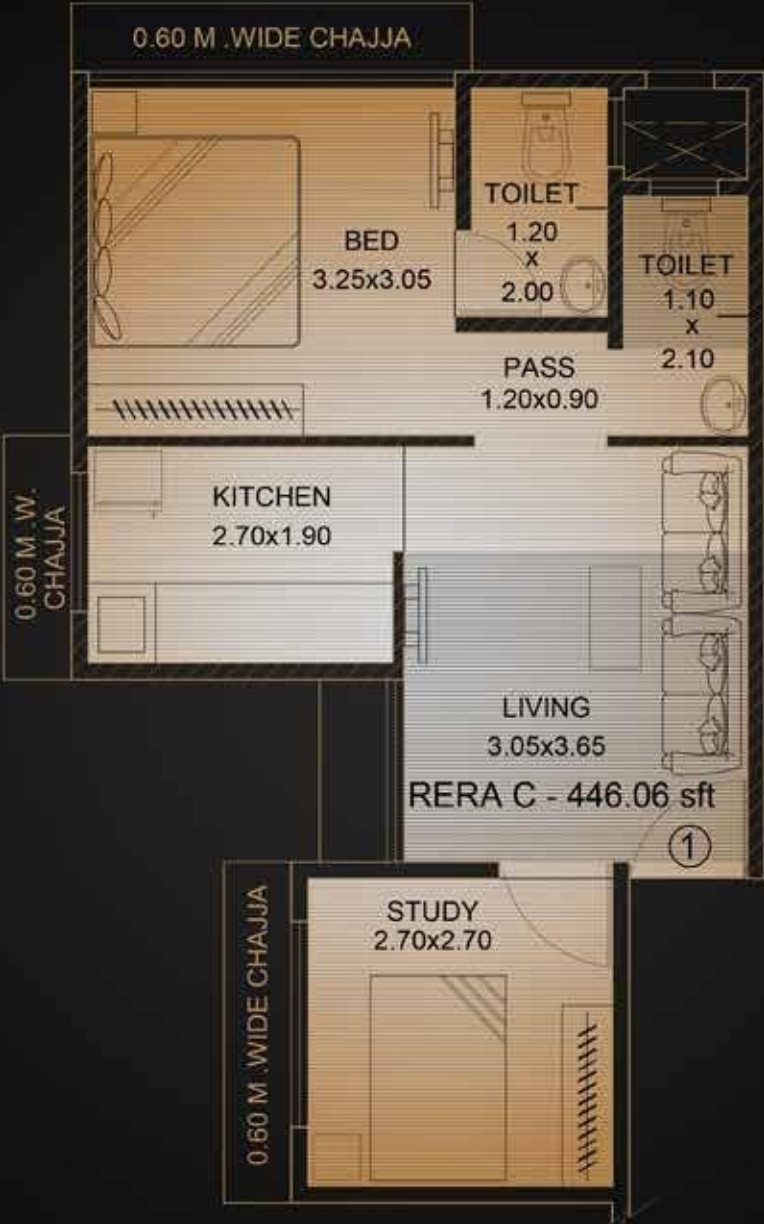 0.60 M .WIDE CHAJJA
TOILET
1.20
x
2.00
BED
3.25x3.05
TOILET
1.10
x
2.10
PASS
1.20x0.90
0.60 M .W.
CHAJJA
KITCHEN
2.70x1.90
LIVING
3.05x3.65
RERA C - 446.06 sft
1
0.60 M .WIDE CHAJJA
STUDY
2.70x2.70